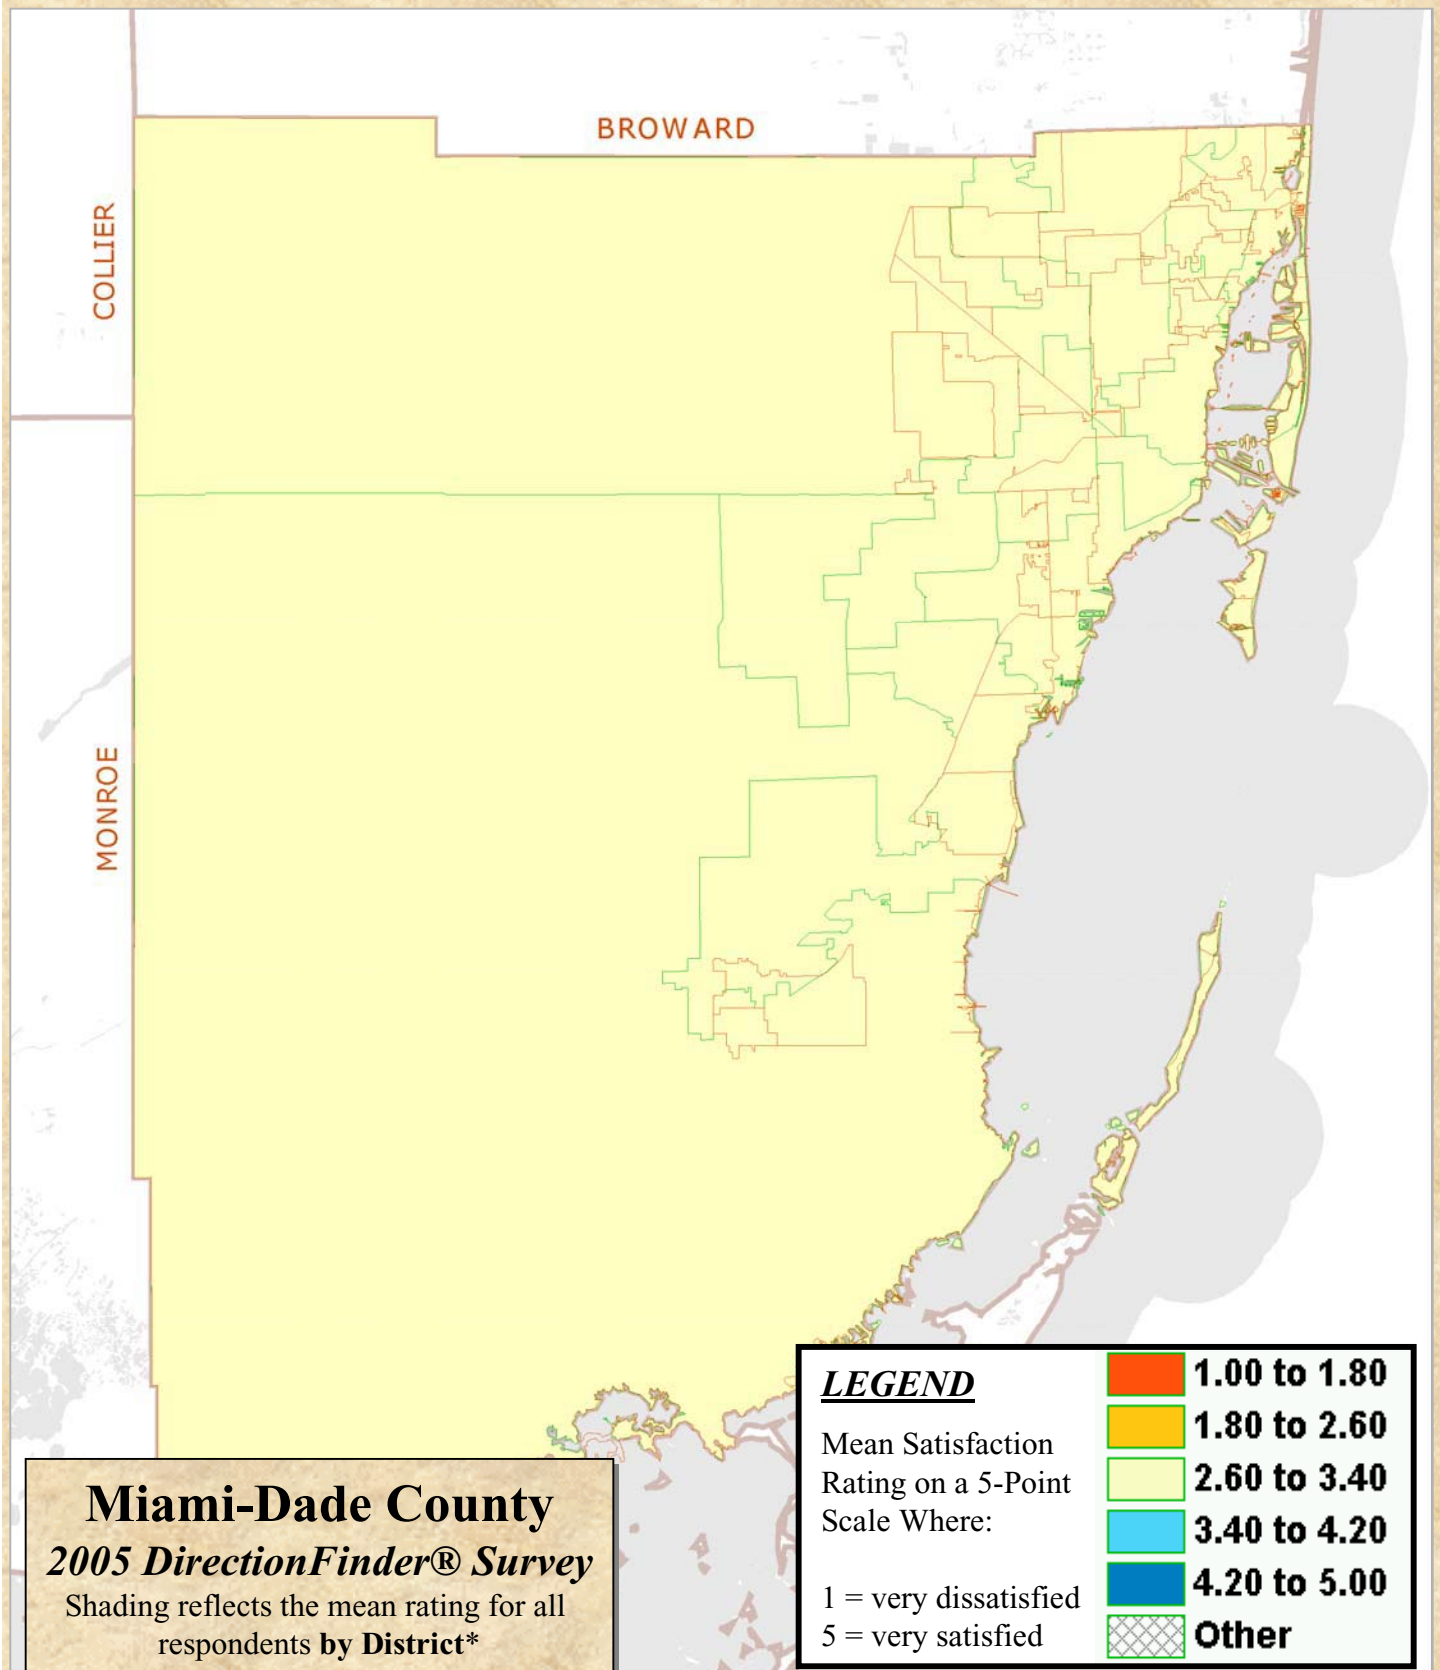 BROWARD
COLLIER
MONROE
LEGEND
Mean Satisfaction
Rating on a 5-Point
Scale Where:
1 = very dissatisfied
5 = very satisfied
1.00 to 1.80
1.80 to 2.60
2.60 to 3.40
3.40 to 4.20
4.20 to 5.00
Other
Miami-Dade County
2005 DirectionFinder® Survey
Shading reflects the mean rating for all
respondents by District*